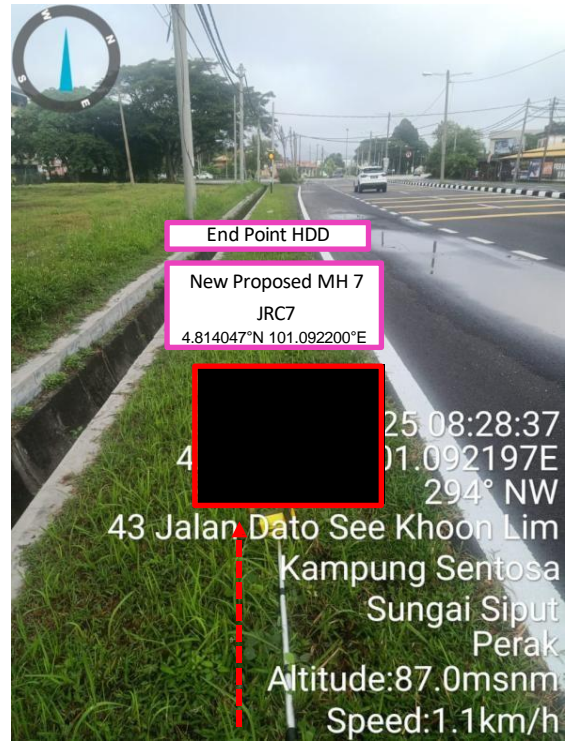 W
N
S
E
End Point HDD
New Proposed MH 7
JRC7
4.814047°N 101.092200°E
25 08:28:37
4 01.092197E
294° NW
43 Jalan Dato See Khoon Lim
Kampung Sentosa
Sungai Siput
Perak
Altitude:87.0msnm
Speed:1.1km/h